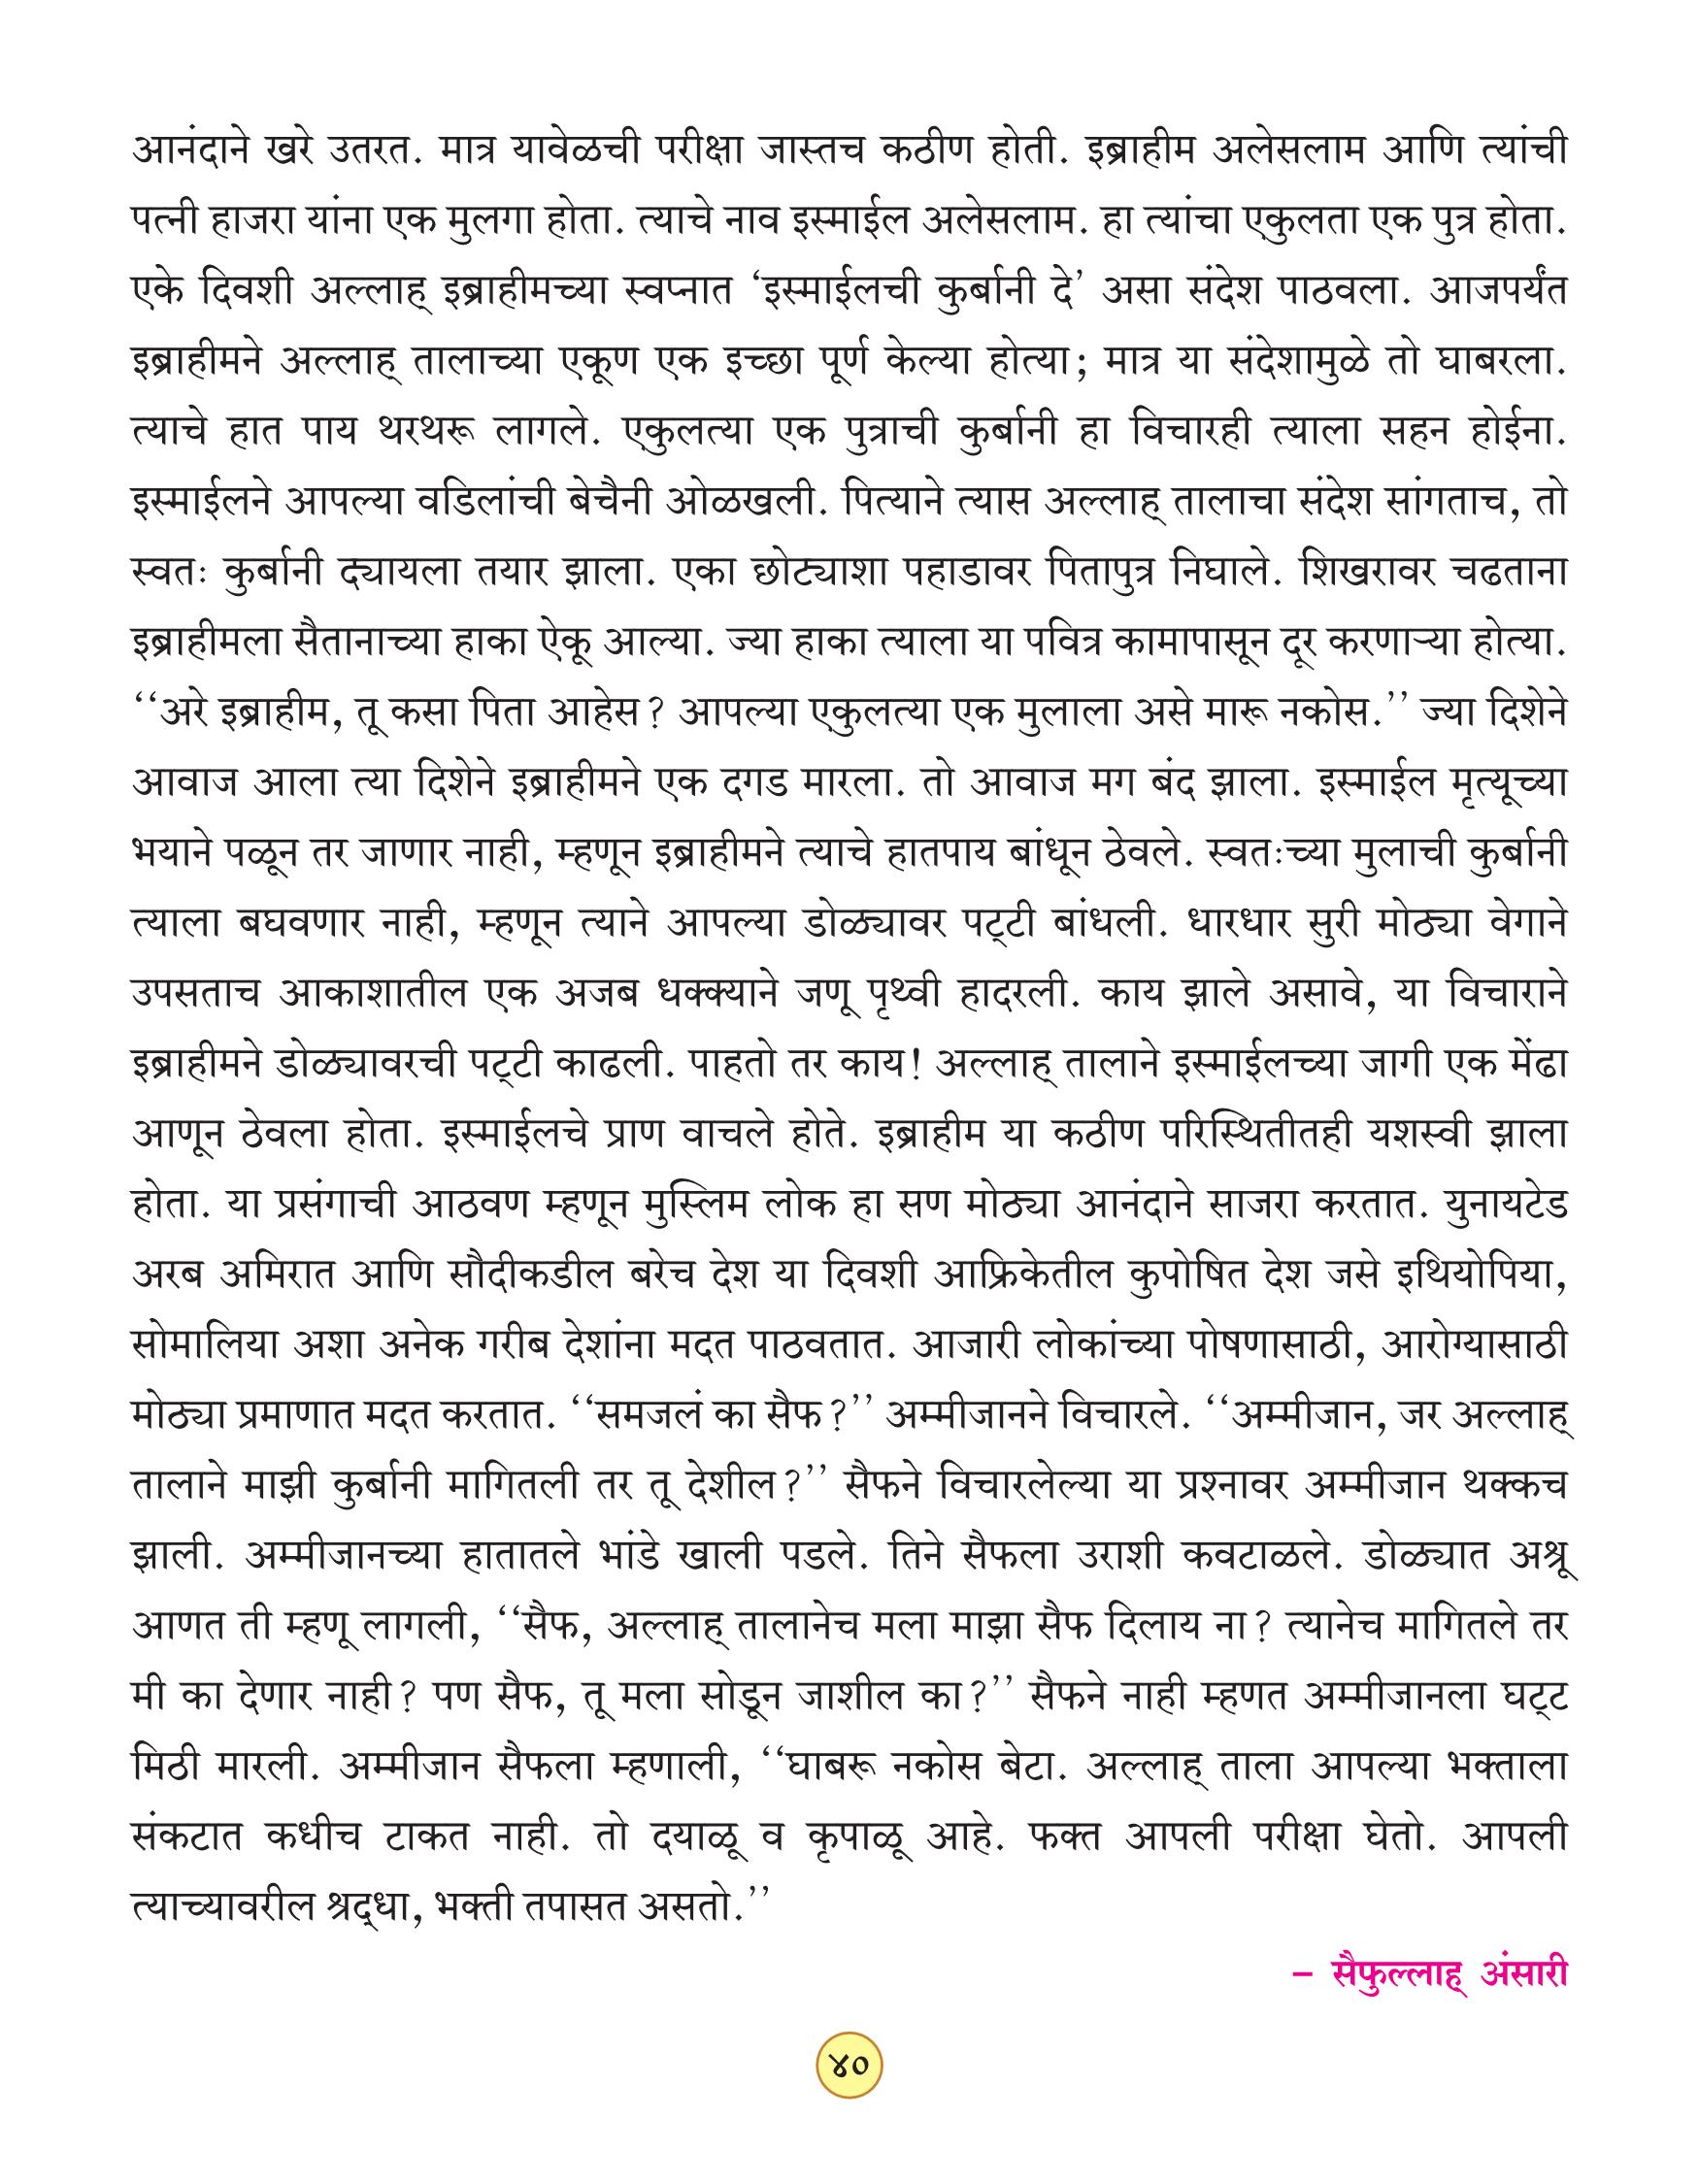 आनंदाने खरे उतरत. मात्र यावेळची परीक्षा जास्तच कठीण होती. इब्राहीम अलेसलाम आणि त्यांची
पत्नी हाजरा यांना एक मुलगा होता. त्याचे नाव इस्माईल अलेसलाम. हा त्यांचा एकुलता एक पुत्र होता.
एके दिवशी अल्लाह् इब्राहीमच्या स्वप्नात ‘इस्माईलची कुर्बानी दे’ असा संदेश पाठवला. आजपर्यंत
इब्राहीमने अल्लाह् तालाच्या एकूण एक इच्छा पूर्ण केल्या होत्या; मात्र या संदेशामुळे तो घाबरला.
त्याचे हात पाय थरथरू लागले. एकुलत्या एक पुत्राची कुर्बानी हा विचारही त्याला सहन होईना.
इस्माईलने आपल्या वडिलांची बेचैनी ओळखली. पित्याने त्यास अल्लाह् तालाचा संदेश सांगताच, तो
स्वतः कुर्बानी द्यायला तयार झाला. एका छोट्याशा पहाडावर पितापुत्र निघाले. शिखरावर चढताना
इब्राहीमला सैतानाच्या हाका ऐकू आल्या. ज्या हाका त्याला या पवित्र कामापासून दूर करणाऱ्या होत्या.
‘‘अरे इब्राहीम, तू कसा पिता आहेस? आपल्या एकुलत्या एक मुलाला असे मारू नकोस.’’ ज्या दिशेने
आवाज आला त्या दिशेने इब्राहीमने एक दगड मारला. तो आवाज मग बंद झाला. इस्माईल मृत्यूच्या
भयाने पळून तर जाणार नाही, म्हणून इब्राहीमने त्याचे हातपाय बांधून ठेवले. स्वतःच्या मुलाची कुर्बानी
त्याला बघवणार नाही, म्हणून त्याने आपल्या डोळ्यावर पट्टी बांधली. धारधार सुरी मोठ्या वेगाने
उपसताच आकाशातील एक अजब धक्क्याने जणू पृथ्वी हादरली. काय झाले असावे, या विचाराने
इब्राहीमने डोळ्यावरची पट्टी काढली. पाहतो तर काय! अल्लाह् तालाने इस्माईलच्या जागी एक मेंढा
आणून ठेवला होता. इस्माईलचे प्राण वाचले होते. इब्राहीम या कठीण परिस्थितीतही यशस्वी झाला
होता. या प्रसंगाची आठवण म्हणून मुस्लिम लोक हा सण मोठ्या आनंदाने साजरा करतात. युनायटेड
अरब अमिरात आणि सौदीकडील बरेच देश या दिवशी आफ्रिकेतील कुपोषित देश जसे इथियोपिया,
सोमालिया अशा अनेक गरीब देशांना मदत पाठवतात. आजारी लोकांच्या पोषणासाठी, आरोग्यासाठी
मोठ्या प्रमाणात मदत करतात. ‘‘समजलं का सैफ?’’ अम्मीजानने विचारले. ‘‘अम्मीजान, जर अल्लाह्
तालाने माझी कुर्बानी मागितली तर तू देशील?’’ सैफने विचारलेल्या या प्रश्नावर अम्मीजान थक्कच
झाली. अम्मीजानच्या हातातले भांडे खाली पडले. तिने सैफला उराशी कवटाळले. डोळ्यात अश्रू
आणत ती म्हणू लागली, ‘‘सैफ, अल्लाह् तालानेच मला माझा सैफ दिलाय ना? त्यानेच मागितले तर
मी का देणार नाही? पण सैफ, तू मला सोडून जाशील का?’’ सैफने नाही म्हणत अम्मीजानला घट्ट
मिठी मारली. अम्मीजान सैफला म्हणाली, ‘‘घाबरू नकोस बेटा. अल्लाह् ताला आपल्या भक्ताला
संकटात कधीच टाकत नाही. तो दयाळू व कृपाळू आहे. फक्त आपली परीक्षा घेतो. आपली
त्याच्यावरील श्रद्धा, भक्ती तपासत असतो.’’
– सैफुल्लाह् अंसारी
४०